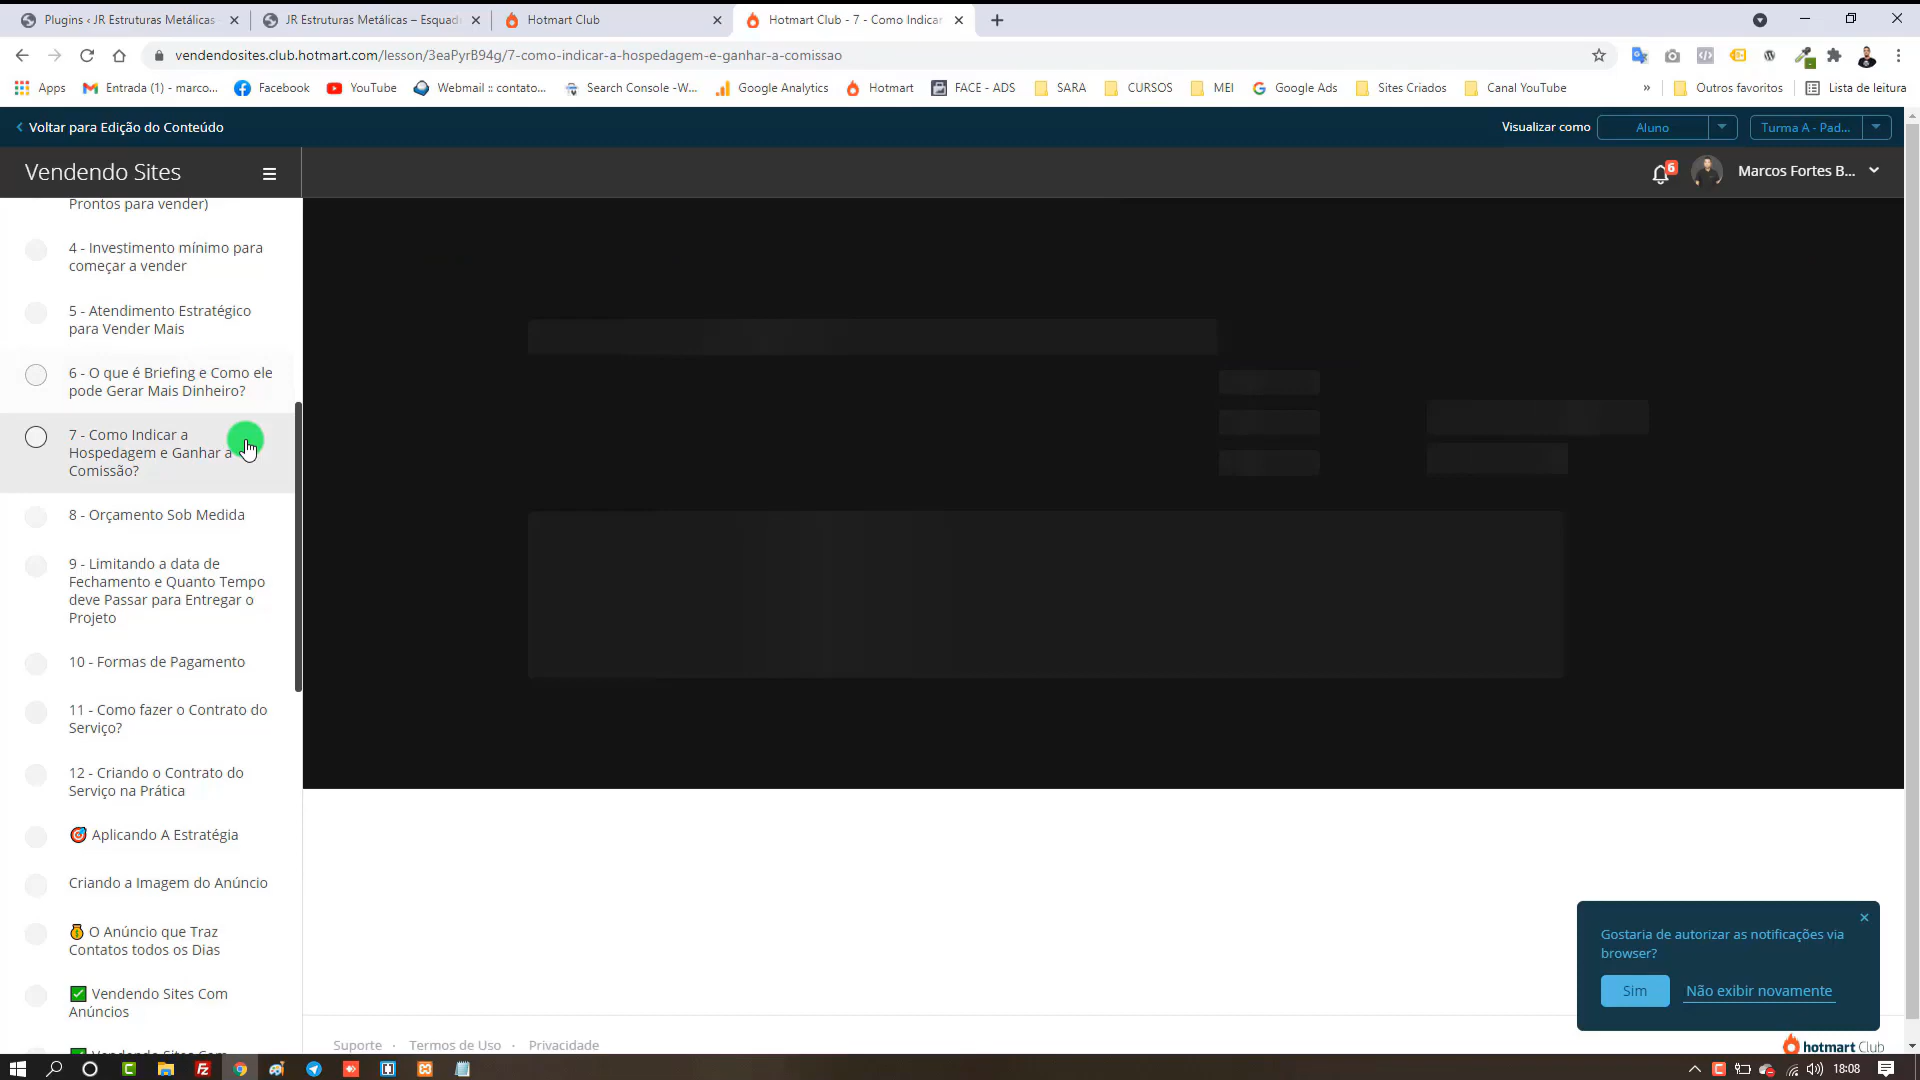 Plugins ‹ JR Estruturas Metálicas
JR Estruturas Metálicas – Esquad
Hotmart Club
Hotmart Club - 7 - Como Indicar
vendendosites.club.hotmart.com/lesson/3eaPyrB94g/7-como-indicar-a-hospedagem-e-ganhar-a-comissao
Apps
Entrada (1) - marco...
Facebook
YouTube
Webmail :: contato...
Search Console -W...
Google Analytics
Hotmart
FACE - ADS
SARA
CURSOS
MEI
Google Ads
Sites Criados
Canal YouTube
»
Outros favoritos
Lista de leitura
Voltar para Edição do Conteúdo
Visualizar como
Aluno
Turma A - Pad...
Vendendo Sites
6
Marcos Fortes B...
Prontos para vender)
4 - Investimento mínimo para
começar a vender
5 - Atendimento Estratégico
para Vender Mais
6 - O que é Briefing e Como ele
pode Gerar Mais Dinheiro?
7 - Como Indicar a
Hospedagem e Ganhar a
Comissão?
8 - Orçamento Sob Medida
9 - Limitando a data de
Fechamento e Quanto Tempo
deve Passar para Entregar o
Projeto
10 - Formas de Pagamento
11 - Como fazer o Contrato do
Serviço?
12 - Criando o Contrato do
Serviço na Prática
🎯 Aplicando A Estratégia
Criando a Imagem do Anúncio
💰 O Anúncio que Traz
Contatos todos os Dias
✅ Vendendo Sites Com
Anúncios
✅ Vendendo Sites Com
Gostaria de autorizar as notificações via
browser?
Sim
Não exibir novamente
Suporte · Termos de Uso · Privacidade
hotmart Club
18:08